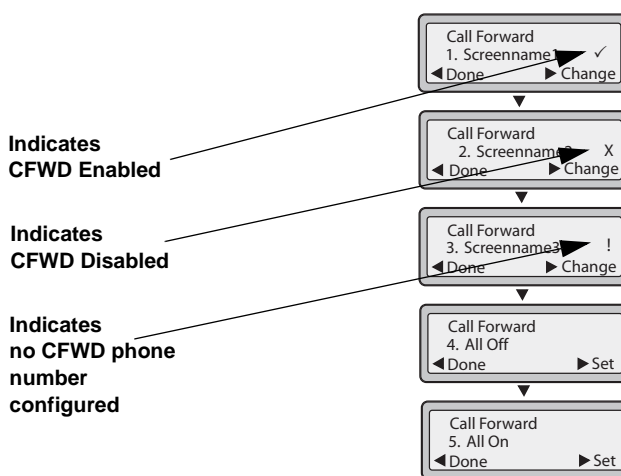 Call Forward
1. Screenname1 ✓
◀Done ▶Change
▼
Indicates
CFWD Enabled
Call Forward
2. Screenname2 X
◀Done ▶Change
▼
Indicates
CFWD Disabled
Call Forward
3. Screenname3 !
◀Done ▶Change
▼
Indicates
no CFWD phone
number
configured
Call Forward
4. All Off
◀Done ▶Set
▼
Call Forward
5. All On
◀Done ▶Set